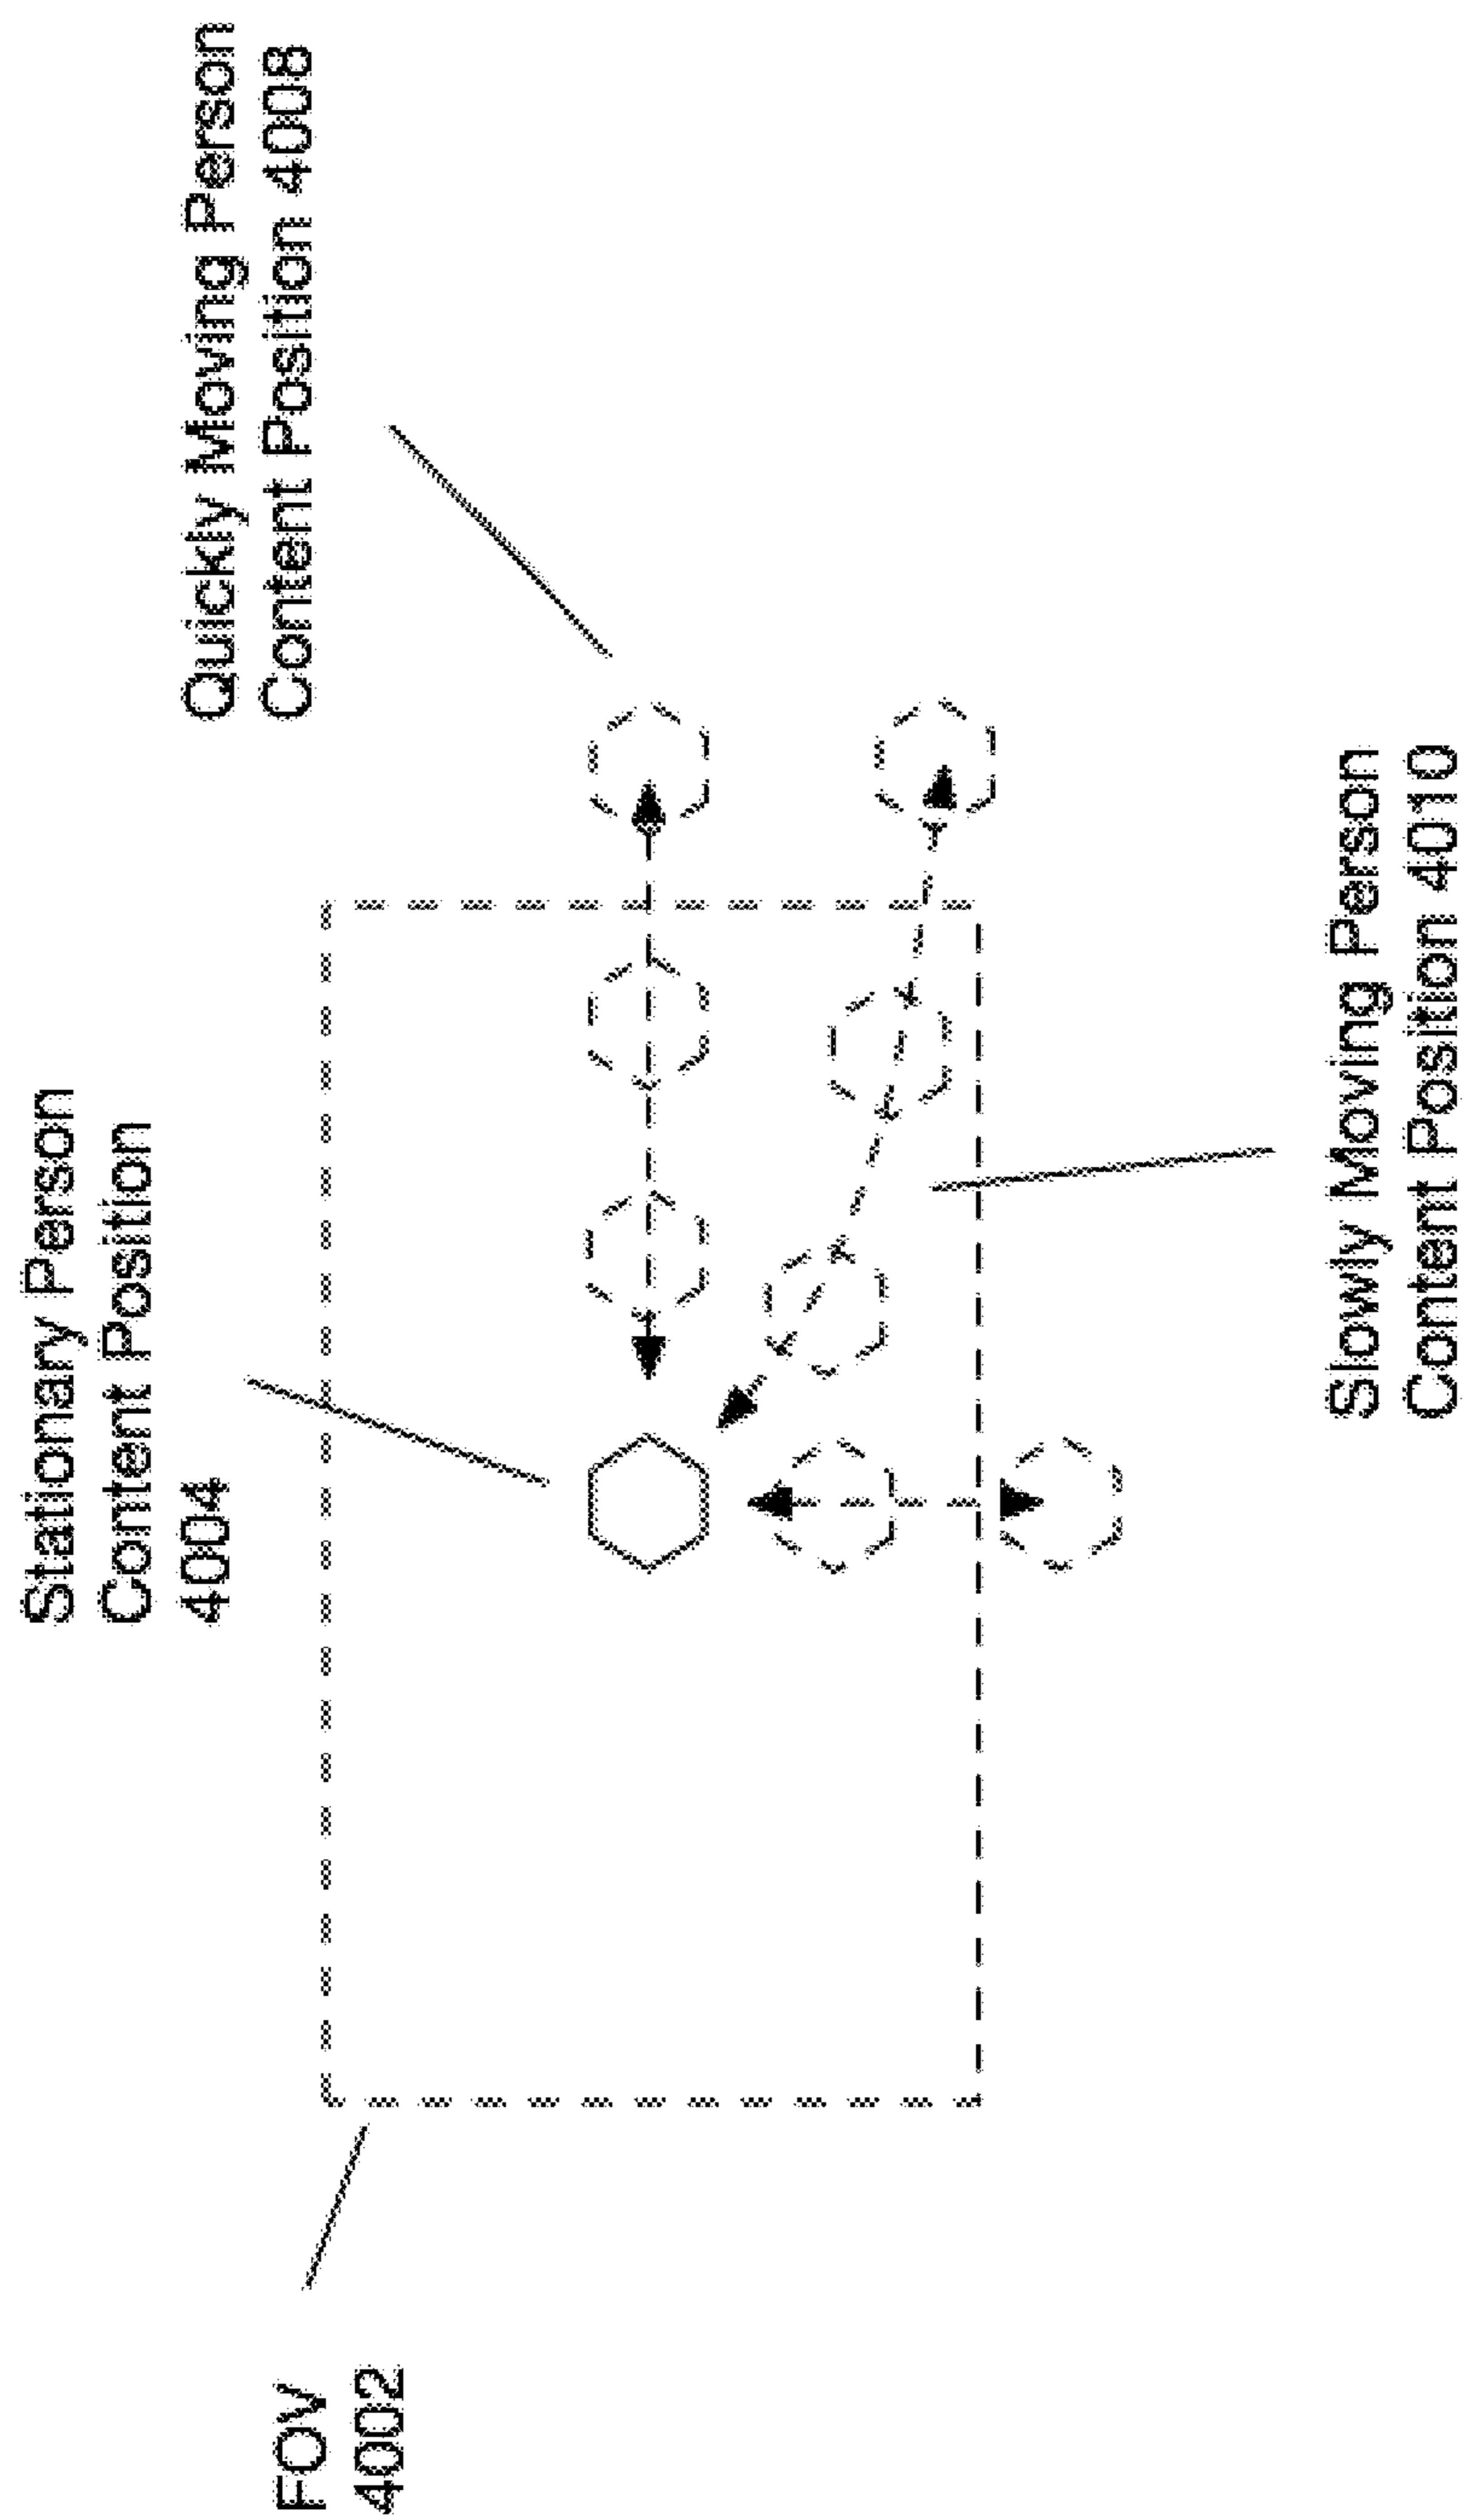 FOV
4002
Stationary Person
Content Position
4004
Quickly Moving Person
Content Position 4008
Slowly Moving Person
Content Position 4010